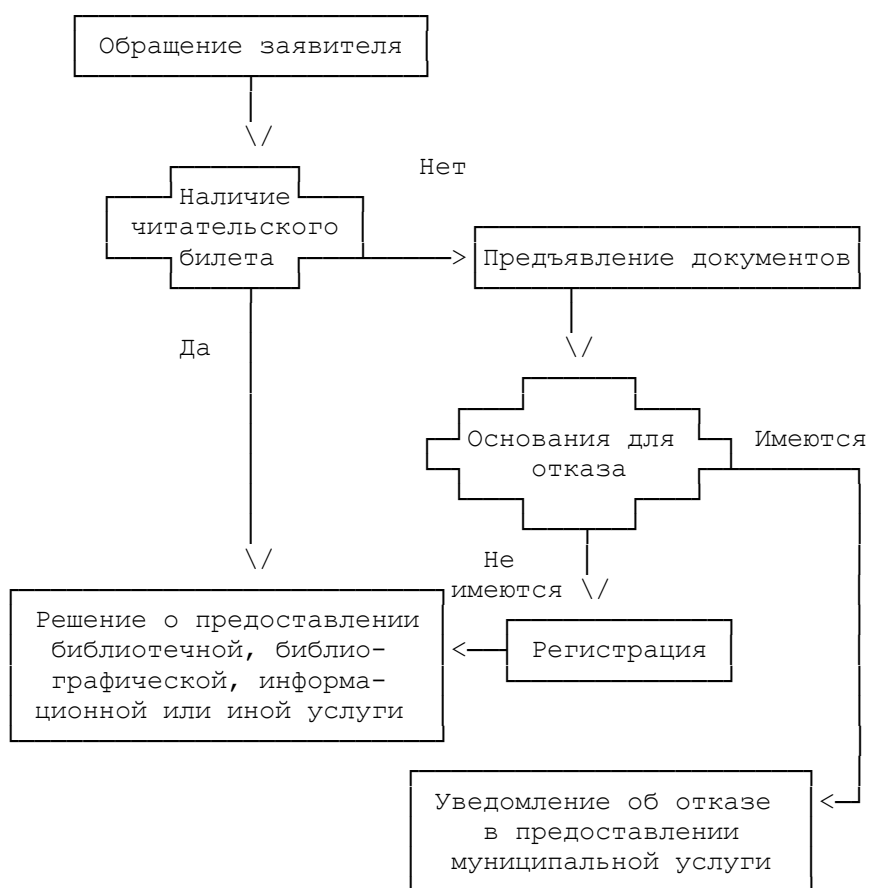 Обращение заявителя
Нет
Наличие
читательского
билета
Предъявление документов
Да
Основания для
отказа
Имеются
Не
имеются
Решение о предоставлении
библиотечной, библио-
графической, информа-
ционной или иной услуги
Регистрация
Уведомление об отказе
в предоставлении
муниципальной услуги